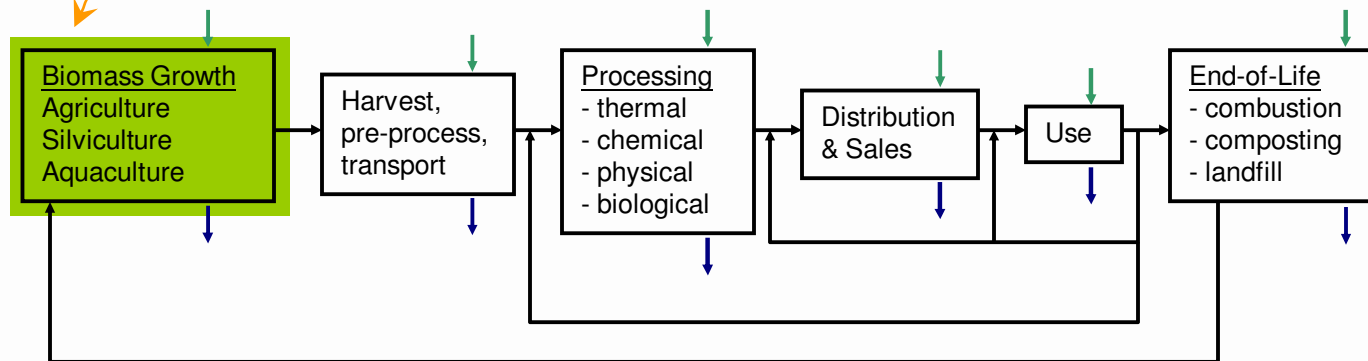 Biomass Growth
Agriculture
Silviculture
Aquaculture
Harvest,
pre-process,
transport
Processing
- thermal
- chemical
- physical
- biological
Distribution
& Sales
Use
End-of-Life
- combustion
- composting
- landfill